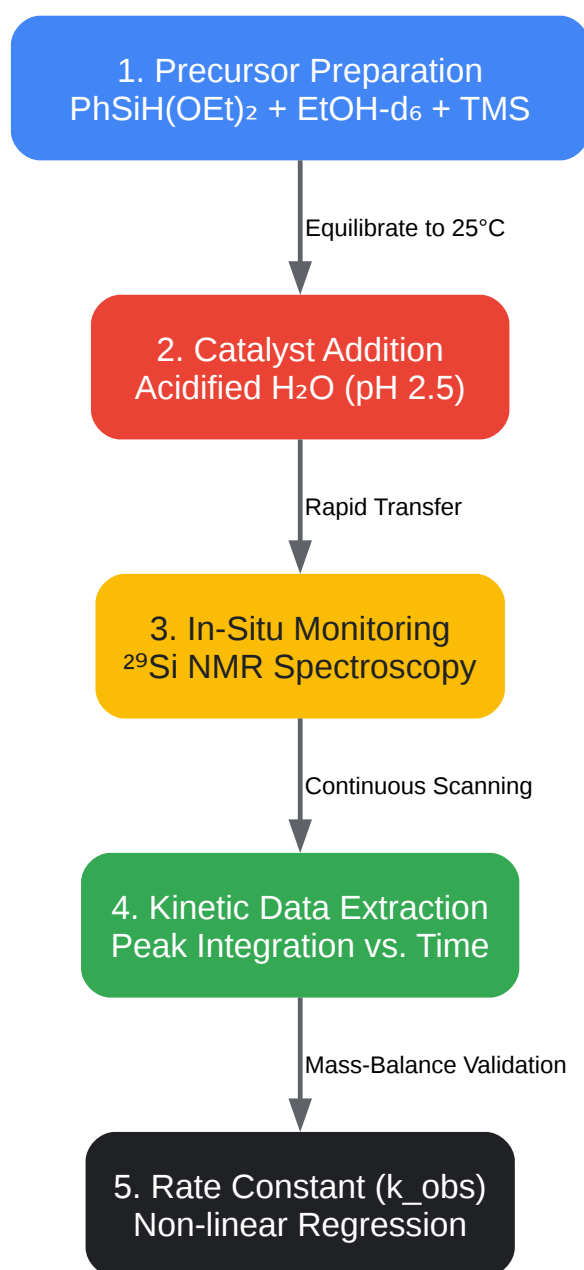 1. Precursor Preparation
PhSiH(OEt)₂ + EtOH-d₆ + TMS
Equilibrate to 25°C
2. Catalyst Addition
Acidified H₂O (pH 2.5)
Rapid Transfer
3. In-Situ Monitoring
²⁹Si NMR Spectroscopy
Continuous Scanning
4. Kinetic Data Extraction
Peak Integration vs. Time
Mass-Balance Validation
5. Rate Constant (k_obs)
Non-linear Regression